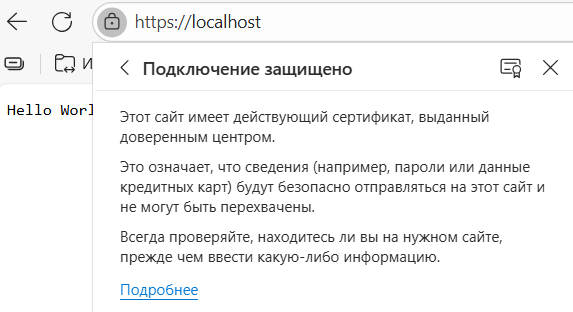 https://localhost
И
Подключение защищено
Hello Worl
Этот сайт имеет действующий сертификат, выданный
доверенным центром.
Это означает, что сведения (например, пароли или данные
кредитных карт) будут безопасно отправляться на этот сайт и
не могут быть перехвачены.
Всегда проверяйте, находитесь ли вы на нужном сайте,
прежде чем ввести какую-либо информацию.
Подробнее